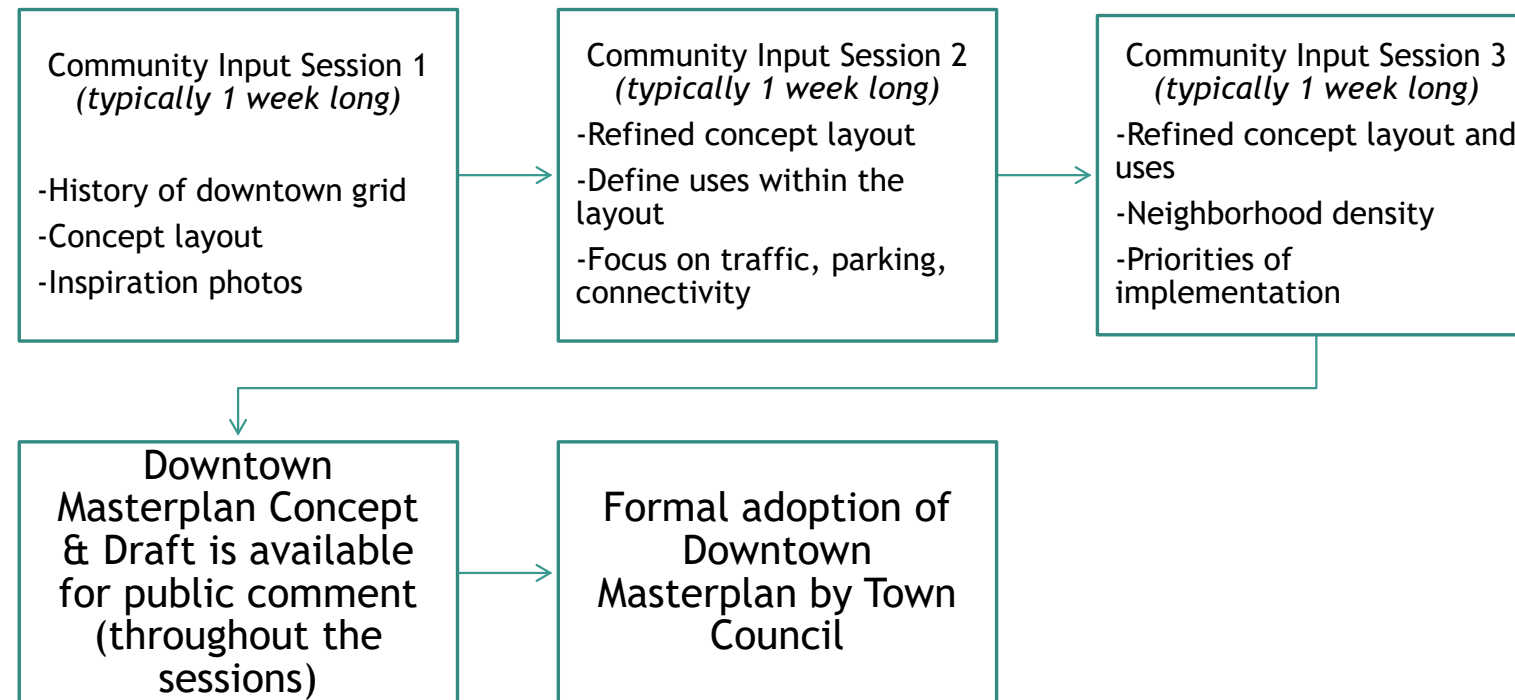 Community Input Session 1
(typically 1 week long)
-History of downtown grid
-Concept layout
-Inspiration photos
Community Input Session 2
(typically 1 week long)
-Refined concept layout
-Define uses within the
layout
-Focus on traffic, parking,
connectivity
Community Input Session 3
(typically 1 week long)
-Refined concept layout and
uses
-Neighborhood density
-Priorities of
implementation
Downtown
Masterplan Concept
& Draft is available
for public comment
(throughout the
sessions)
Formal adoption of
Downtown
Masterplan by Town
Council